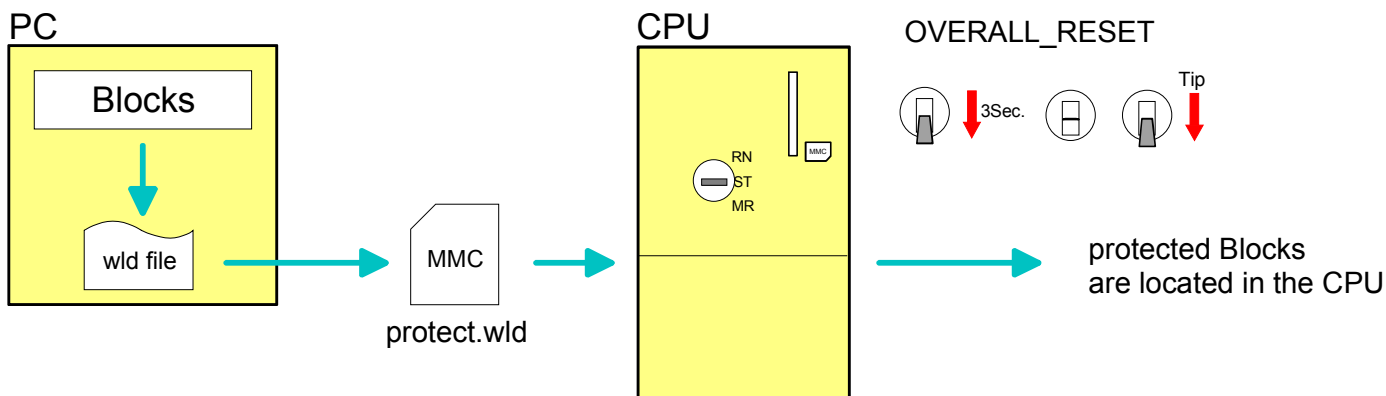 PC
Blocks
wld file
MMC
protect.wld
CPU
MMC
RN
ST
MR
OVERALL_RESET
3Sec.
Tip
protected Blocks
are located in the CPU